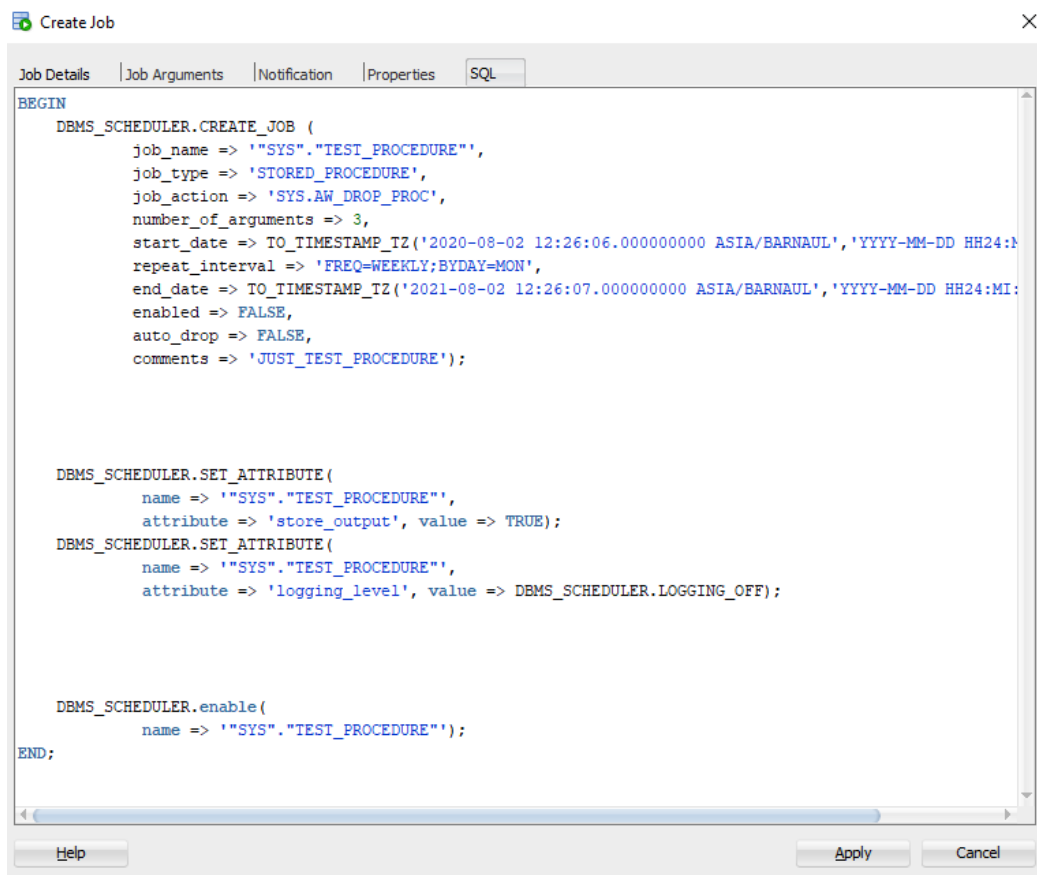 Create Job
Job Details Job Arguments Notification Properties SQL
BEGIN
    DBMS_SCHEDULER.CREATE_JOB (
            job_name => '"SYS"."TEST_PROCEDURE"',
            job_type => 'STORED_PROCEDURE',
            job_action => 'SYS.AW_DROP_PROC',
            number_of_arguments => 3,
            start_date => TO_TIMESTAMP_TZ('2020-08-02 12:26:06.000000000 ASIA/BARNAUL','YYYY-MM-DD HH24:M
            repeat_interval => 'FREQ=WEEKLY;BYDAY=MON',
            end_date => TO_TIMESTAMP_TZ('2021-08-02 12:26:07.000000000 ASIA/BARNAUL','YYYY-MM-DD HH24:MI:
            enabled => FALSE,
            auto_drop => FALSE,
            comments => 'JUST_TEST_PROCEDURE');
    DBMS_SCHEDULER.SET_ATTRIBUTE(
             name => '"SYS"."TEST_PROCEDURE"',
             attribute => 'store_output', value => TRUE);
    DBMS_SCHEDULER.SET_ATTRIBUTE(
             name => '"SYS"."TEST_PROCEDURE"',
             attribute => 'logging_level', value => DBMS_SCHEDULER.LOGGING_OFF);
    DBMS_SCHEDULER.enable(
             name => '"SYS"."TEST_PROCEDURE"');
END;
Help Apply Cancel